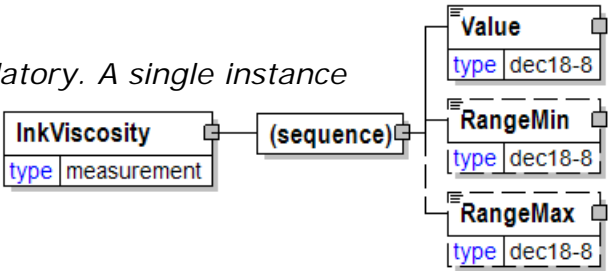 Value
type dec18-8
latory. A single instance
InkViscosity
type measurement
(sequence)
RangeMin
type dec18-8
RangeMax
type dec18-8